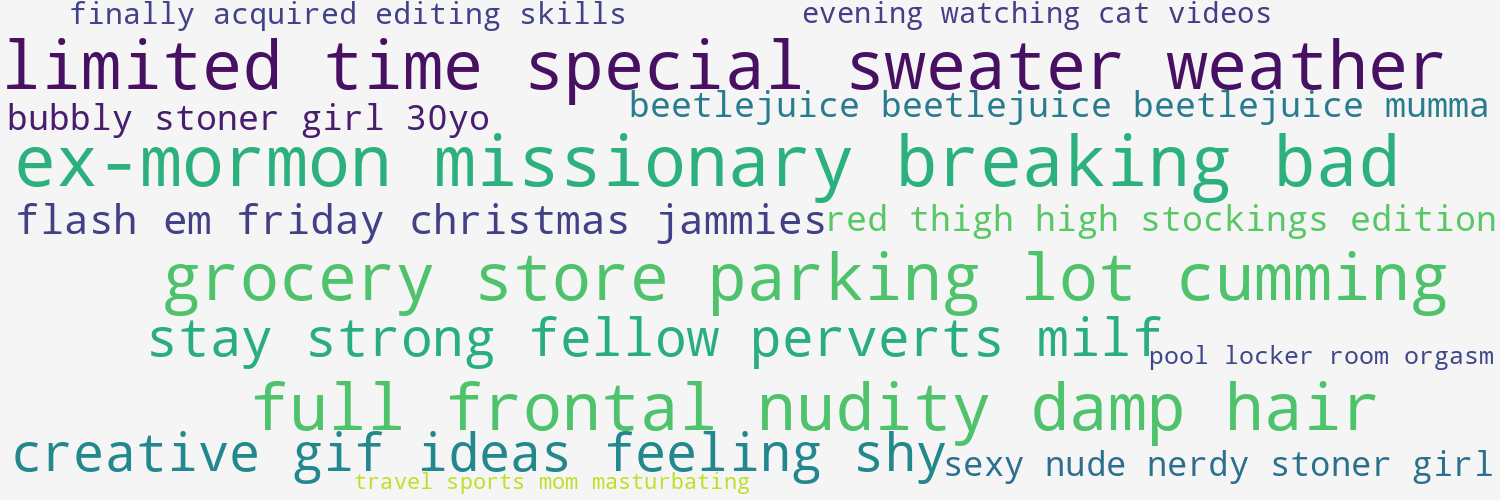 finally acquired editing skills
evening watching cat videos
limited time special sweater weather
bubbly stoner girl 30yo
beetlejuice beetlejuice beetlejuice mumma
ex-mormon missionary breaking bad
flash em friday christmas jammies
red thigh high stockings edition
grocery store parking lot cumming
stay strong fellow perverts milf
pool locker room orgasm
full frontal nudity damp hair
creative gif ideas feeling shy
sexy nude nerdy stoner girl
travel sports mom masturbating